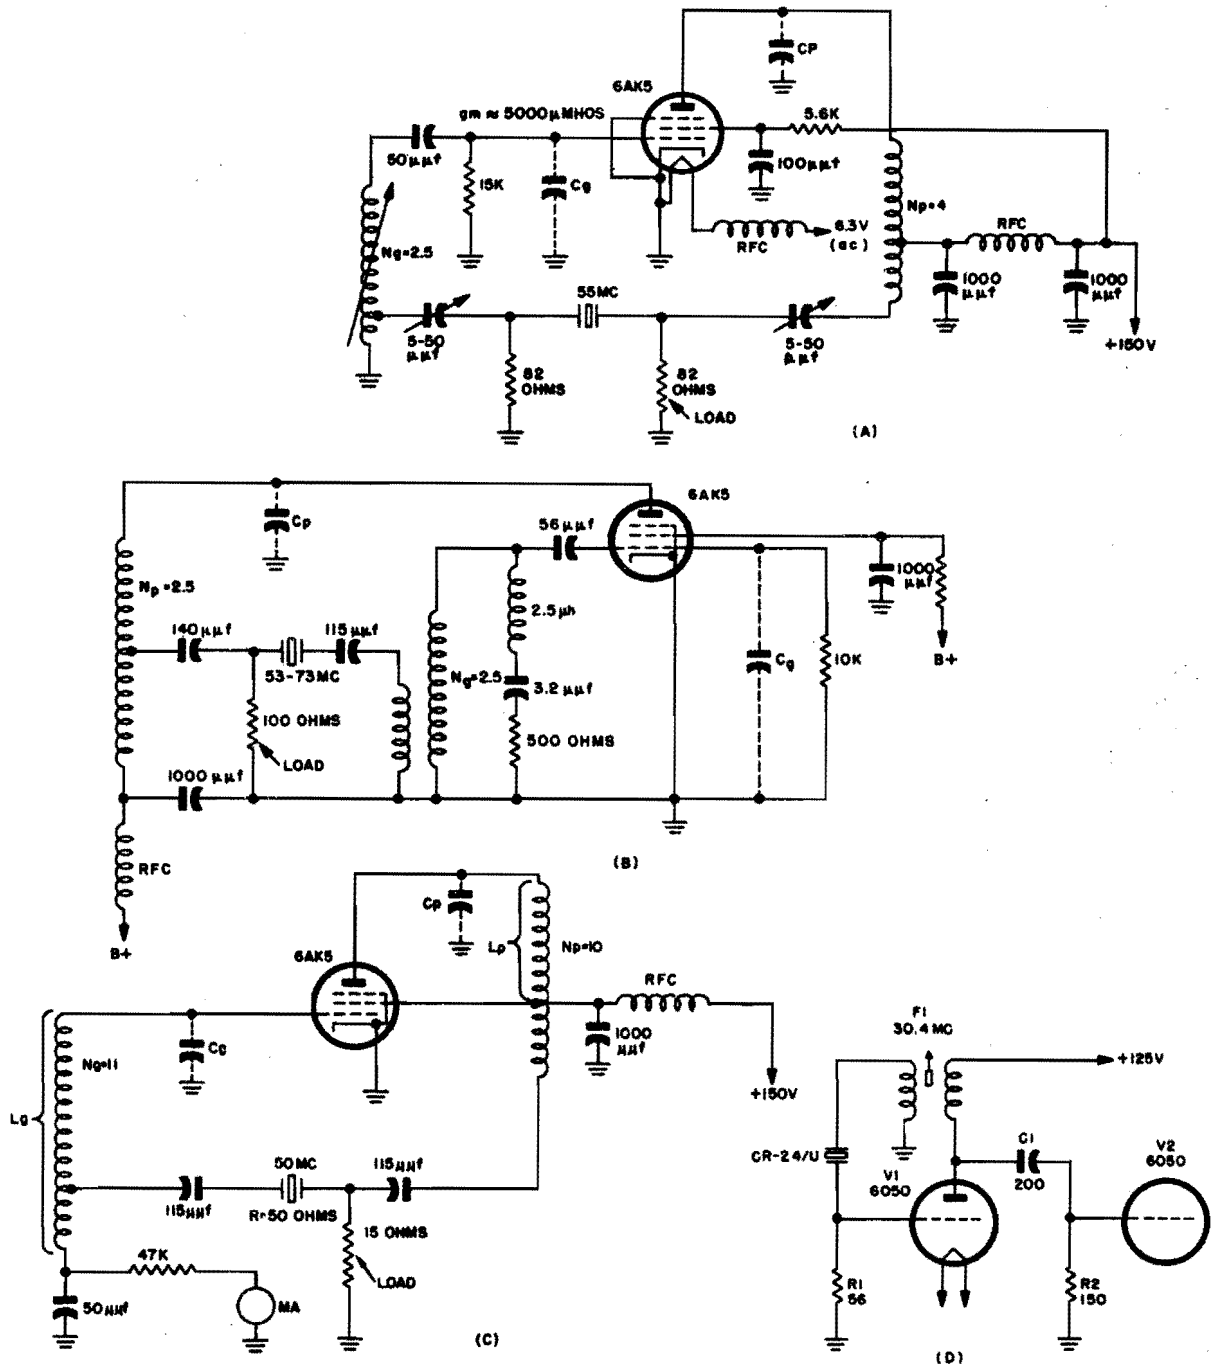 CP
6AK5
gm ≈ 5000 μMHOS
5.6K
50μμf
100μμf
15K
Cg
Np=4
RFC
6.3V
(ac)
RFC
Ng=2.5
1000
μμf
1000
μμf
55MC
5-50
μμf
5-50
μμf
+150V
82
OHMS
82
OHMS
LOAD
(A)
6AK5
Cp
56μμf
1000
μμf
Np=2.5
2.5μh
140μμf
115μμf
B+
53-73MC
Ng=2.5
3.2μμf
Cg
10K
100 OHMS
500 OHMS
LOAD
1000μμf
RFC
(B)
B+
Cp
Lp
Np=10
6AK5
RFC
1000
μμf
Cg
Ng=11
+150V
Lg
50MC
115μμf
115μμf
R=50 OHMS
15 OHMS
47K
LOAD
50μμf
MA
(C)
F1
30.4MC
+125V
CR-24/U
V1
6050
C1
200
V2
6050
R1
56
R2
150
(D)